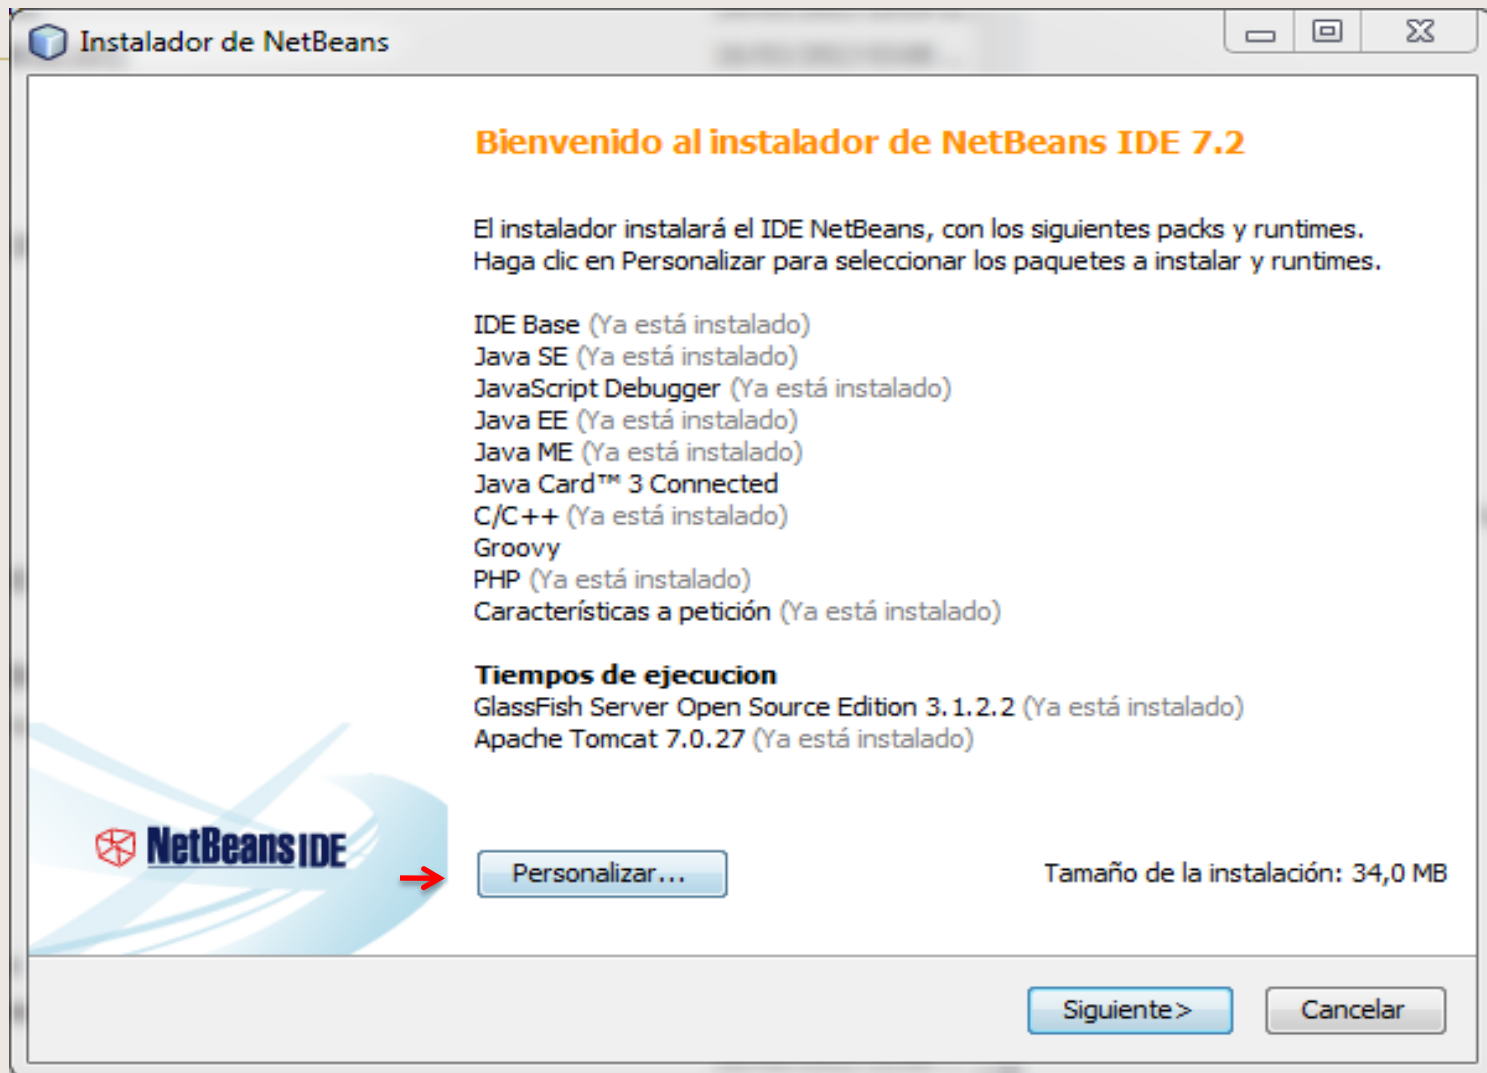 Instalador de NetBeans
Bienvenido al instalador de NetBeans IDE 7.2
El instalador instalará el IDE NetBeans, con los siguientes packs y runtimes.
Haga clic en Personalizar para seleccionar los paquetes a instalar y runtimes.
IDE Base (Ya está instalado)
Java SE (Ya está instalado)
JavaScript Debugger (Ya está instalado)
Java EE (Ya está instalado)
Java ME (Ya está instalado)
Java Card™ 3 Connected
C/C++ (Ya está instalado)
Groovy
PHP (Ya está instalado)
Características a petición (Ya está instalado)
Tiempos de ejecucion
GlassFish Server Open Source Edition 3.1.2.2 (Ya está instalado)
Apache Tomcat 7.0.27 (Ya está instalado)
NetBeans IDE
Personalizar...
Tamaño de la instalación: 34,0 MB
Siguiente>
Cancelar